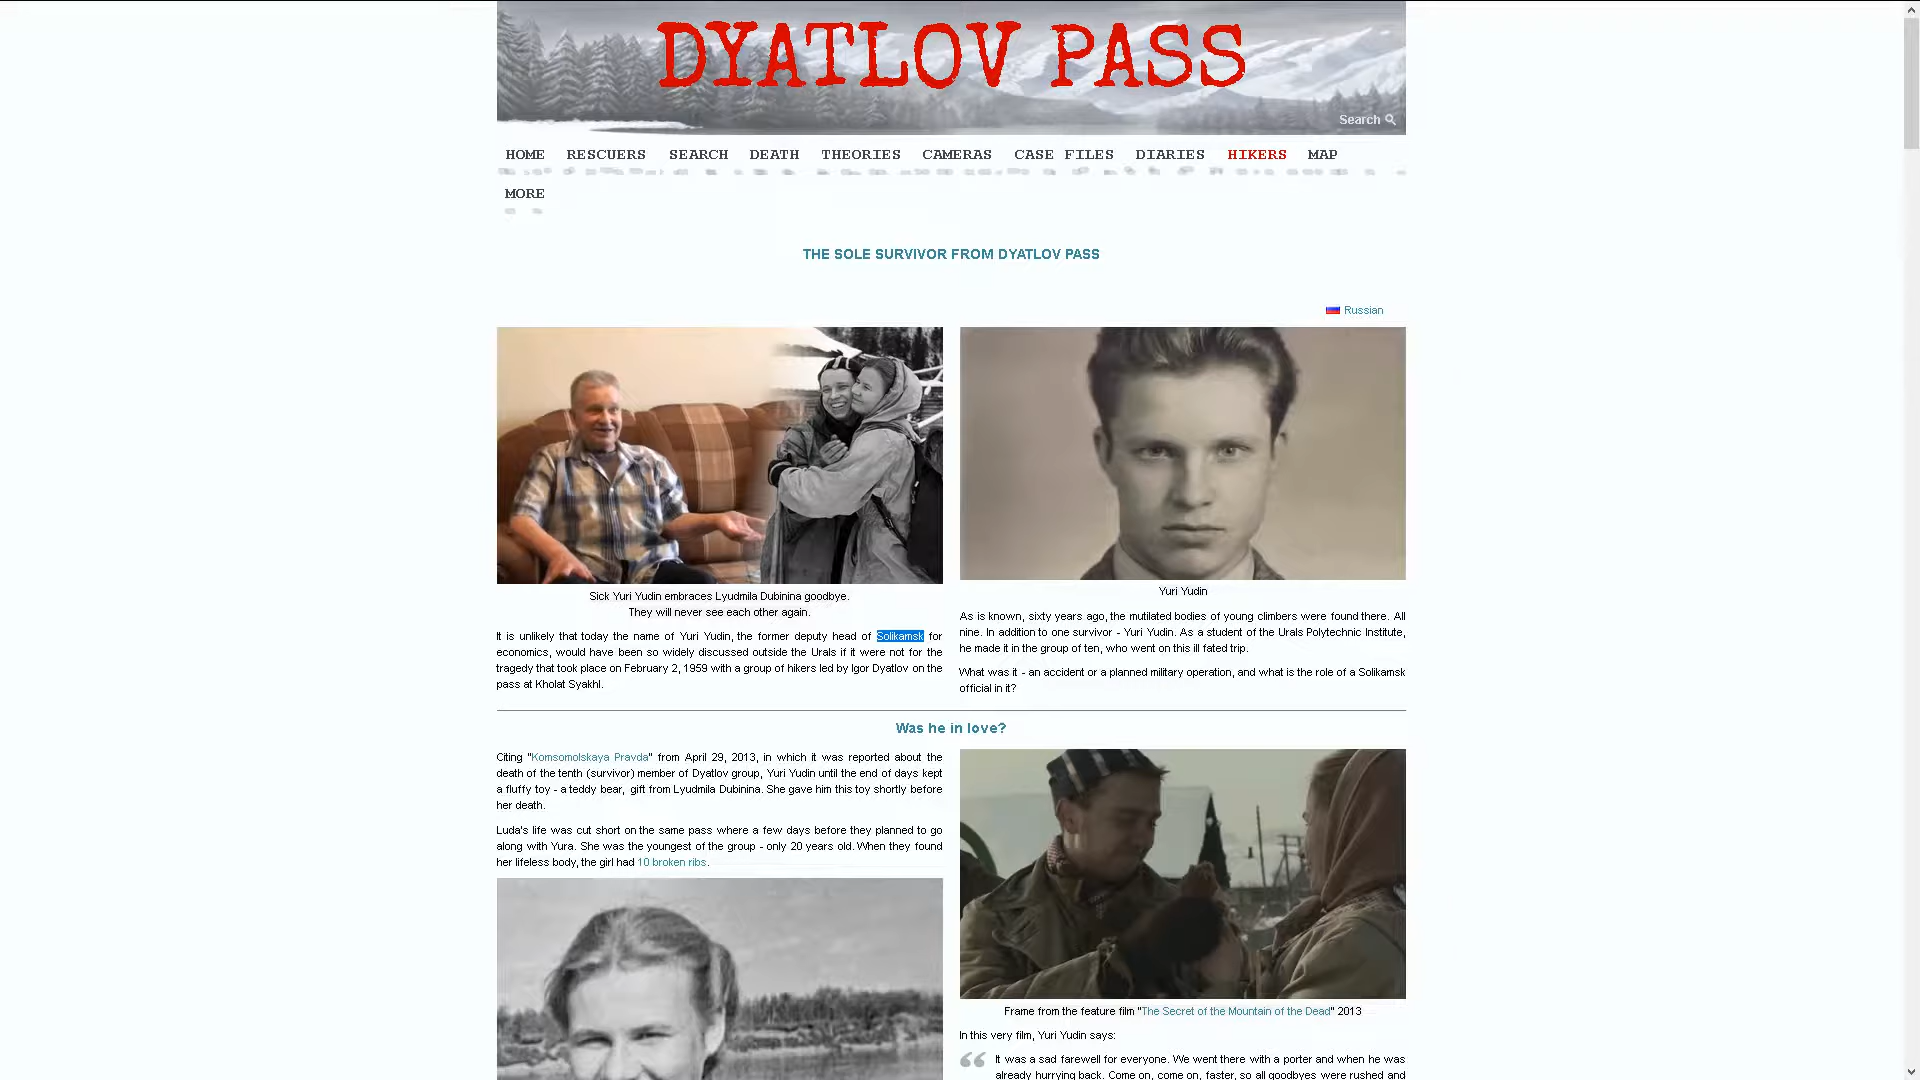 DYATLOV PASS
Search
HOME RESCUERS SEARCH DEATH THEORIES CAMERAS CASE FILES DIARIES HIKERS MAP
MORE
THE SOLE SURVIVOR FROM DYATLOV PASS
Russian
Sick Yuri Yudin embraces Lyudmila Dubinina goodbye.
They will never see each other again.
It is unlikely that today the name of Yuri Yudin, the former deputy head of Solikamsk for
economics, would have been so widely discussed outside the Urals if it were not for the
tragedy that took place on February 2, 1959 with a group of hikers led by Igor Dyatlov on the
pass at Kholat Syakhl.
Yuri Yudin
As is known, sixty years ago, the mutilated bodies of young climbers were found there. All
nine. In addition to one survivor - Yuri Yudin. As a student of the Urals Polytechnic Institute,
he made it in the group of ten, who went on this ill fated trip.
What was it - an accident or a planned military operation, and what is the role of a Solikamsk
official in it?
Was he in love?
Citing "Komsomolskaya Pravda" from April 29, 2013, in which it was reported about the
death of the tenth (survivor) member of Dyatlov group, Yuri Yudin until the end of days kept
a fluffy toy - a teddy bear, gift from Lyudmila Dubinina. She gave him this toy shortly before
her death.
Luda's life was cut short on the same pass where a few days before they planned to go
along with Yura. She was the youngest of the group - only 20 years old. When they found
her lifeless body, the girl had 10 broken ribs.
Frame from the feature film "The Secret of the Mountain of the Dead" 2013
In this very film, Yuri Yudin says:
It was a sad farewell for everyone. We went there with a porter and when he was
already hurrying back. Come on, come on, faster, so all goodbyes were rushed and